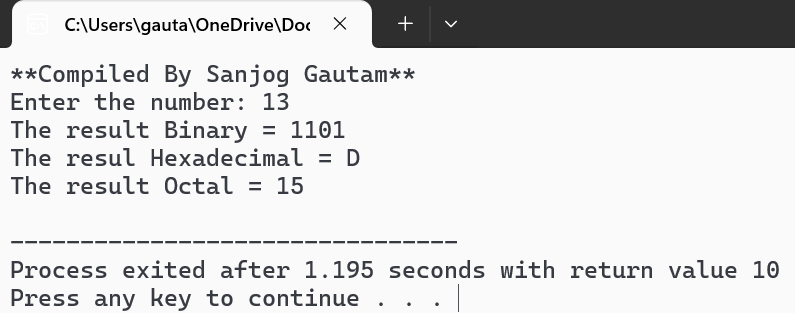 C:\Users\gauta\OneDrive\Doc
**Compiled By Sanjog Gautam**
Enter the number: 13
The result Binary = 1101
The resul Hexadecimal = D
The result Octal = 15
--------------------------------
Process exited after 1.195 seconds with return value 10
Press any key to continue . . .